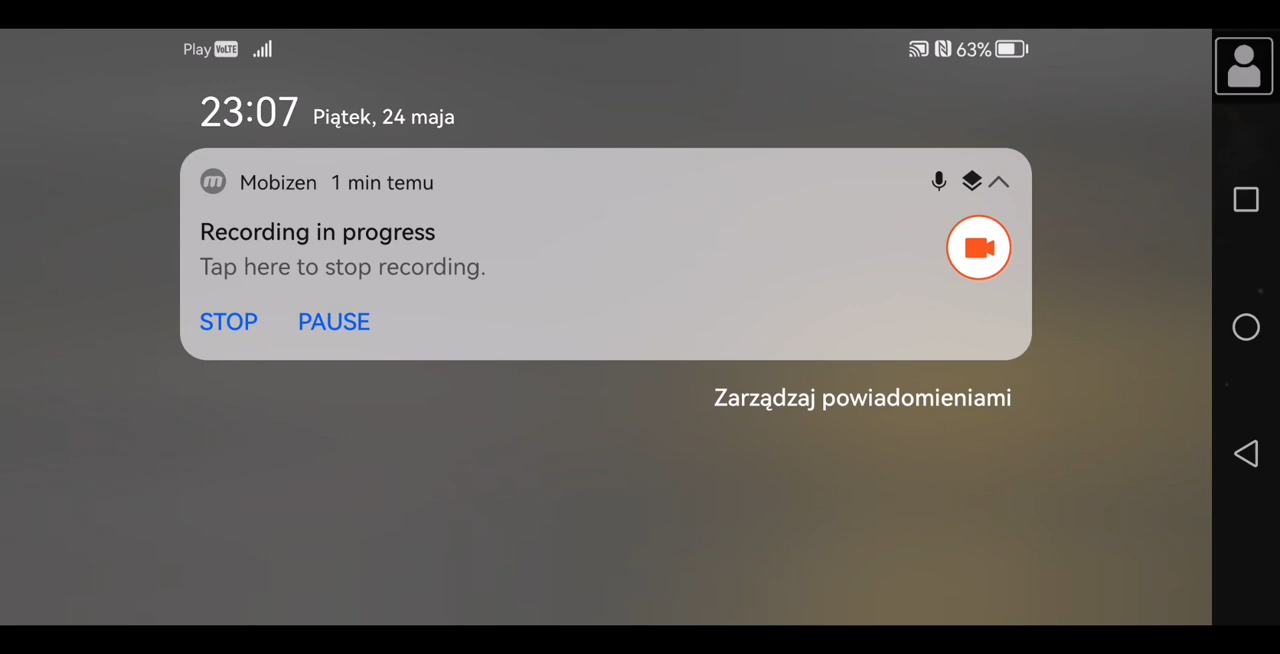 Play VoLTE 63%
23:07 Piątek, 24 maja
m Mobizen 1 min temu
Recording in progress
Tap here to stop recording.
STOP PAUSE
Zarządzaj powiadomieniami